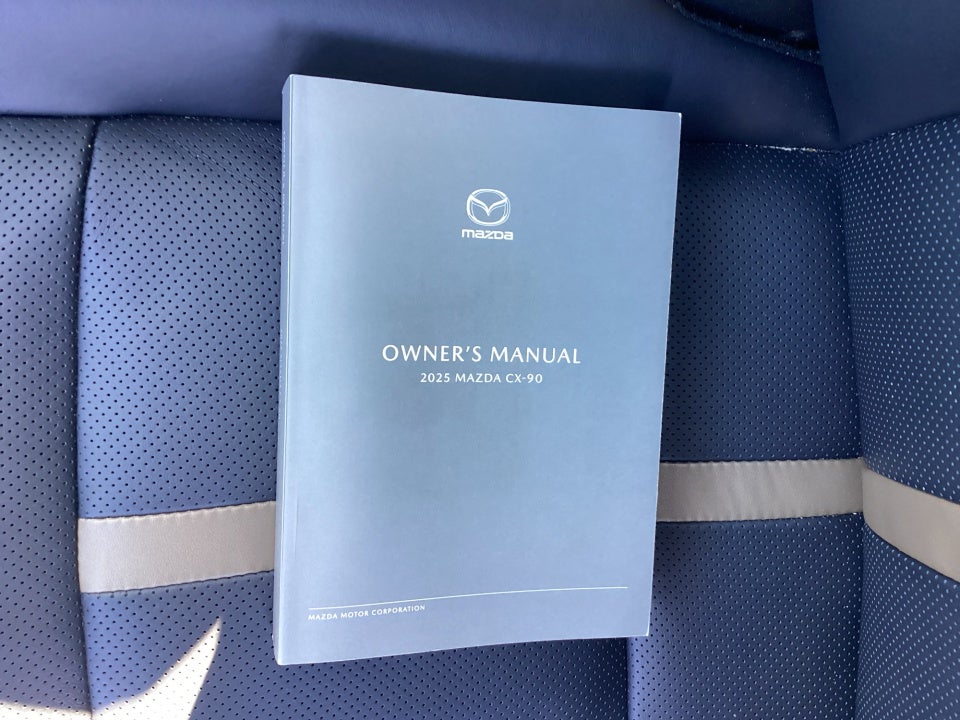 mazda
OWNER'S MANUAL
2025 MAZDA CX-90
MAZDA MOTOR CORPORATION